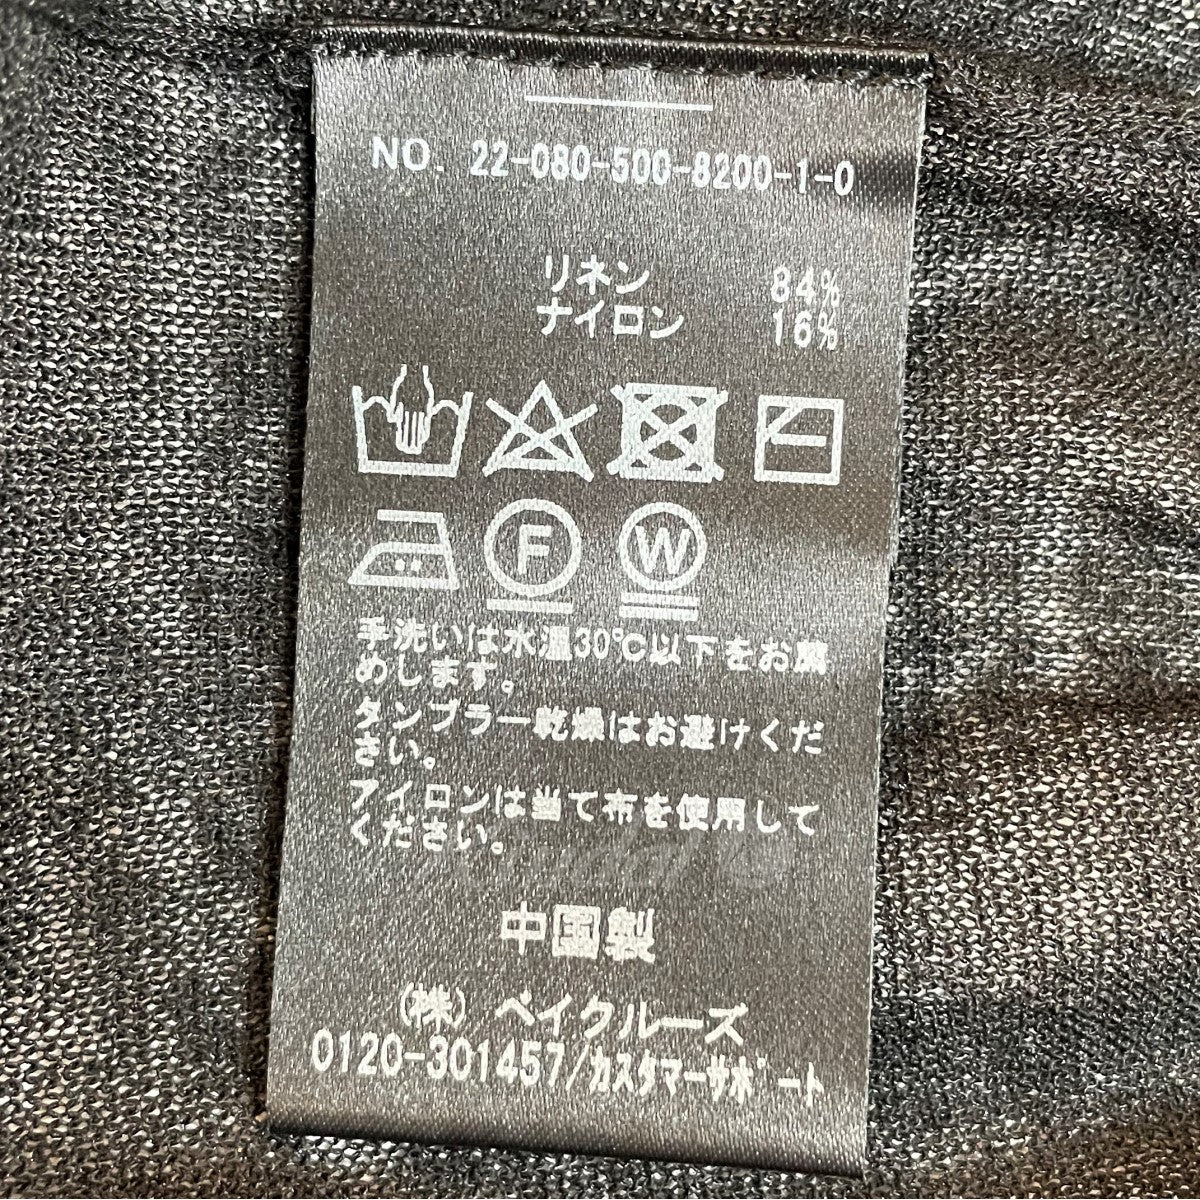 NO. 22-080-500-8200-1-0
リネン 84%
ナイロン 16%
F W
手洗いは水温30℃以下をお薦
めします。
タンブラー乾燥はお避けくだ
さい。
アイロンは当て布を使用して
ください。
中国製
(株) ベイクルーズ
0120-301457/カスタマーサポート